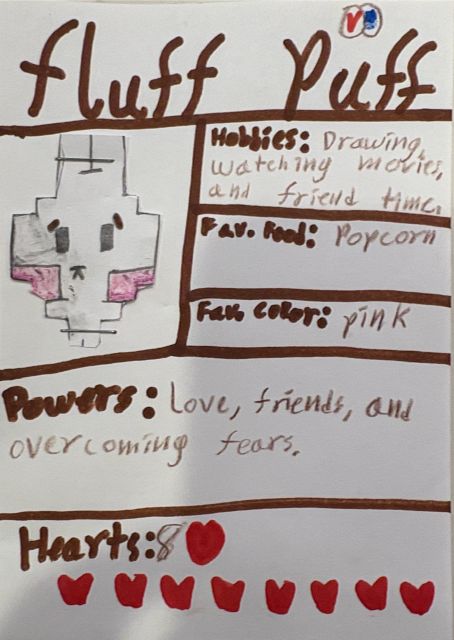 fluff Puff
Hobbies: Drawing,
watching movies,
and friend time.
Fav. Food: Popcorn
Fav. Color: pink
Powers: Love, friends, and
overcoming fears.
Hearts: 8